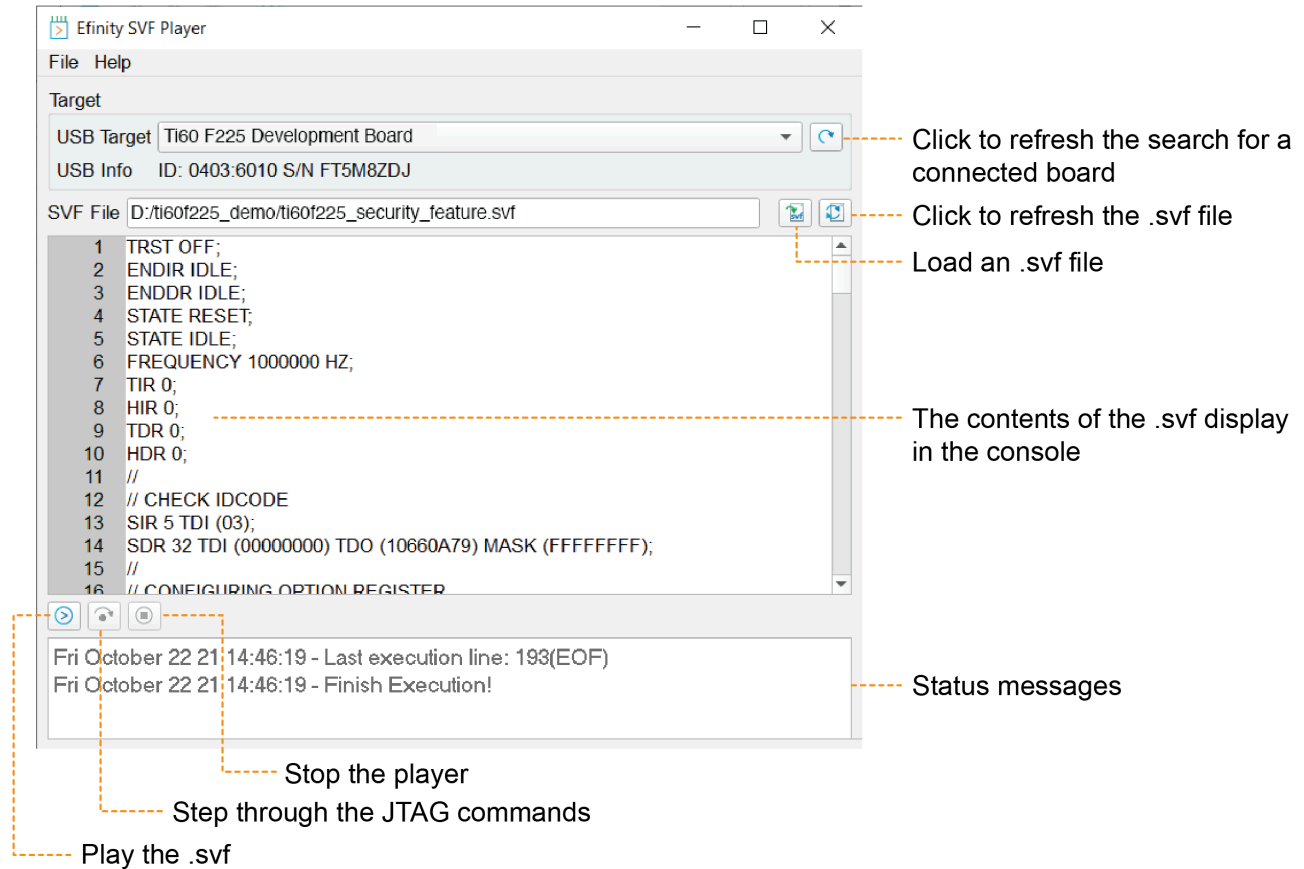 Efinity SVF Player
File Help
Target
USB Target Ti60 F225 Development Board
USB Info ID: 0403:6010 S/N FT5M8ZDJ
Click to refresh the search for a
connected board
SVF File D:/ti60f225_demo/ti60f225_security_feature.svf
Click to refresh the .svf file
Load an .svf file
1 TRST OFF;
2 ENDIR IDLE;
3 ENDDR IDLE;
4 STATE RESET;
5 STATE IDLE;
6 FREQUENCY 1000000 HZ;
7 TIR 0;
8 HIR 0;
9 TDR 0;
10 HDR 0;
11 //
12 // CHECK IDCODE
13 SIR 5 TDI (03);
14 SDR 32 TDI (00000000) TDO (10660A79) MASK (FFFFFFFF);
15 //
16 // CONFIGURING OPTION REGISTER
The contents of the .svf display
in the console
Fri October 22 21 14:46:19 - Last execution line: 193(EOF)
Fri October 22 21 14:46:19 - Finish Execution!
Status messages
Stop the player
Step through the JTAG commands
Play the .svf